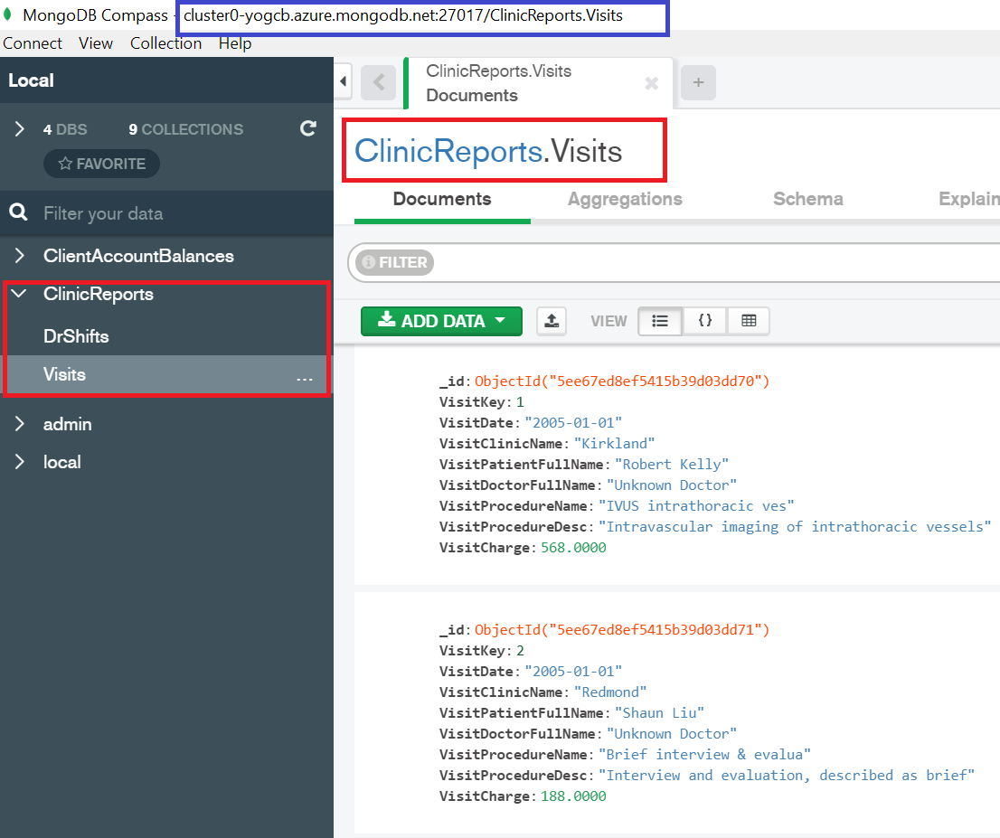 MongoDB Compass - cluster0-yogcb.azure.mongodb.net:27017/ClinicReports.Visits
Connect View Collection Help
Local
4 DBS 9 COLLECTIONS
FAVORITE
Filter your data
ClientAccountBalances
ClinicReports
DrShifts
Visits ...
admin
local
ClinicReports.Visits
Documents
ClinicReports.Visits
Documents Aggregations Schema Explain
FILTER
ADD DATA VIEW {}
_id: ObjectId("5ee67ed8ef5415b39d03dd70")
VisitKey: 1
VisitDate: "2005-01-01"
VisitClinicName: "Kirkland"
VisitPatientFullName: "Robert Kelly"
VisitDoctorFullName: "Unknown Doctor"
VisitProcedureName: "IVUS intrathoracic ves"
VisitProcedureDesc: "Intravascular imaging of intrathoracic vessels"
VisitCharge: 568.0000
_id: ObjectId("5ee67ed8ef5415b39d03dd71")
VisitKey: 2
VisitDate: "2005-01-01"
VisitClinicName: "Redmond"
VisitPatientFullName: "Shaun Liu"
VisitDoctorFullName: "Unknown Doctor"
VisitProcedureName: "Brief interview & evalua"
VisitProcedureDesc: "Interview and evaluation, described as brief"
VisitCharge: 188.0000